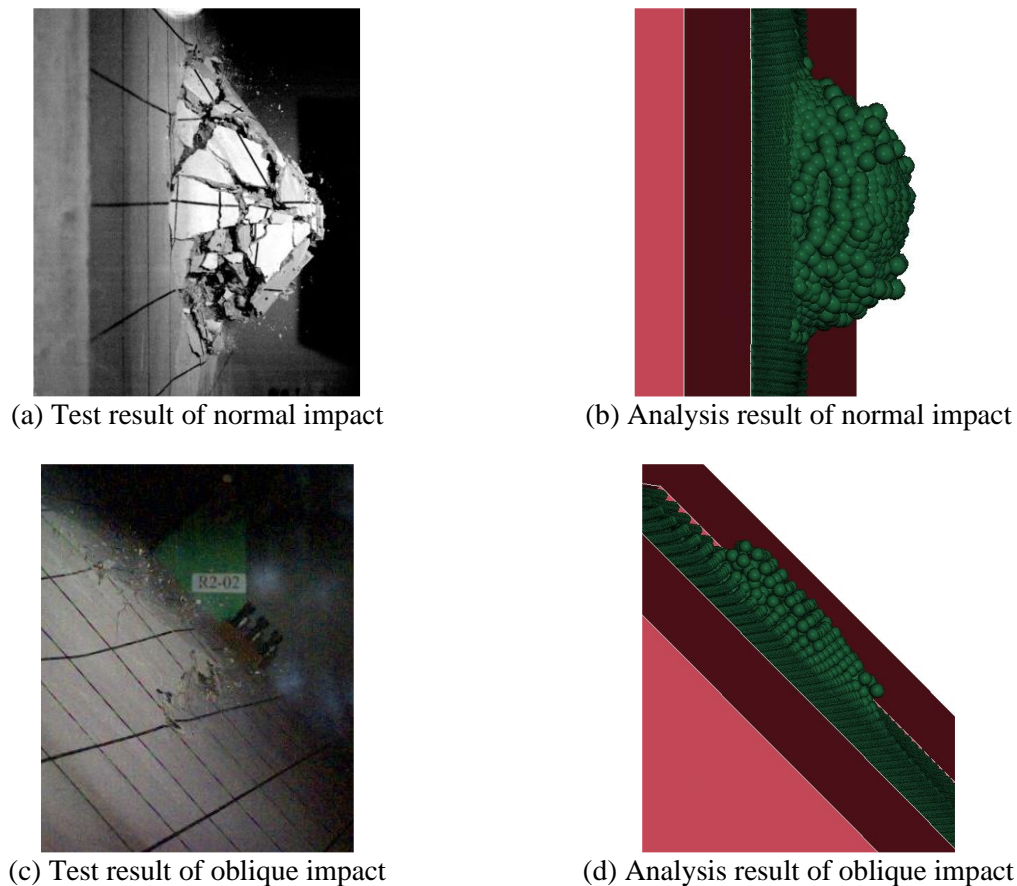 (a) Test result of normal impact
(b) Analysis result of normal impact
R2-02
(c) Test result of oblique impact
(d) Analysis result of oblique impact